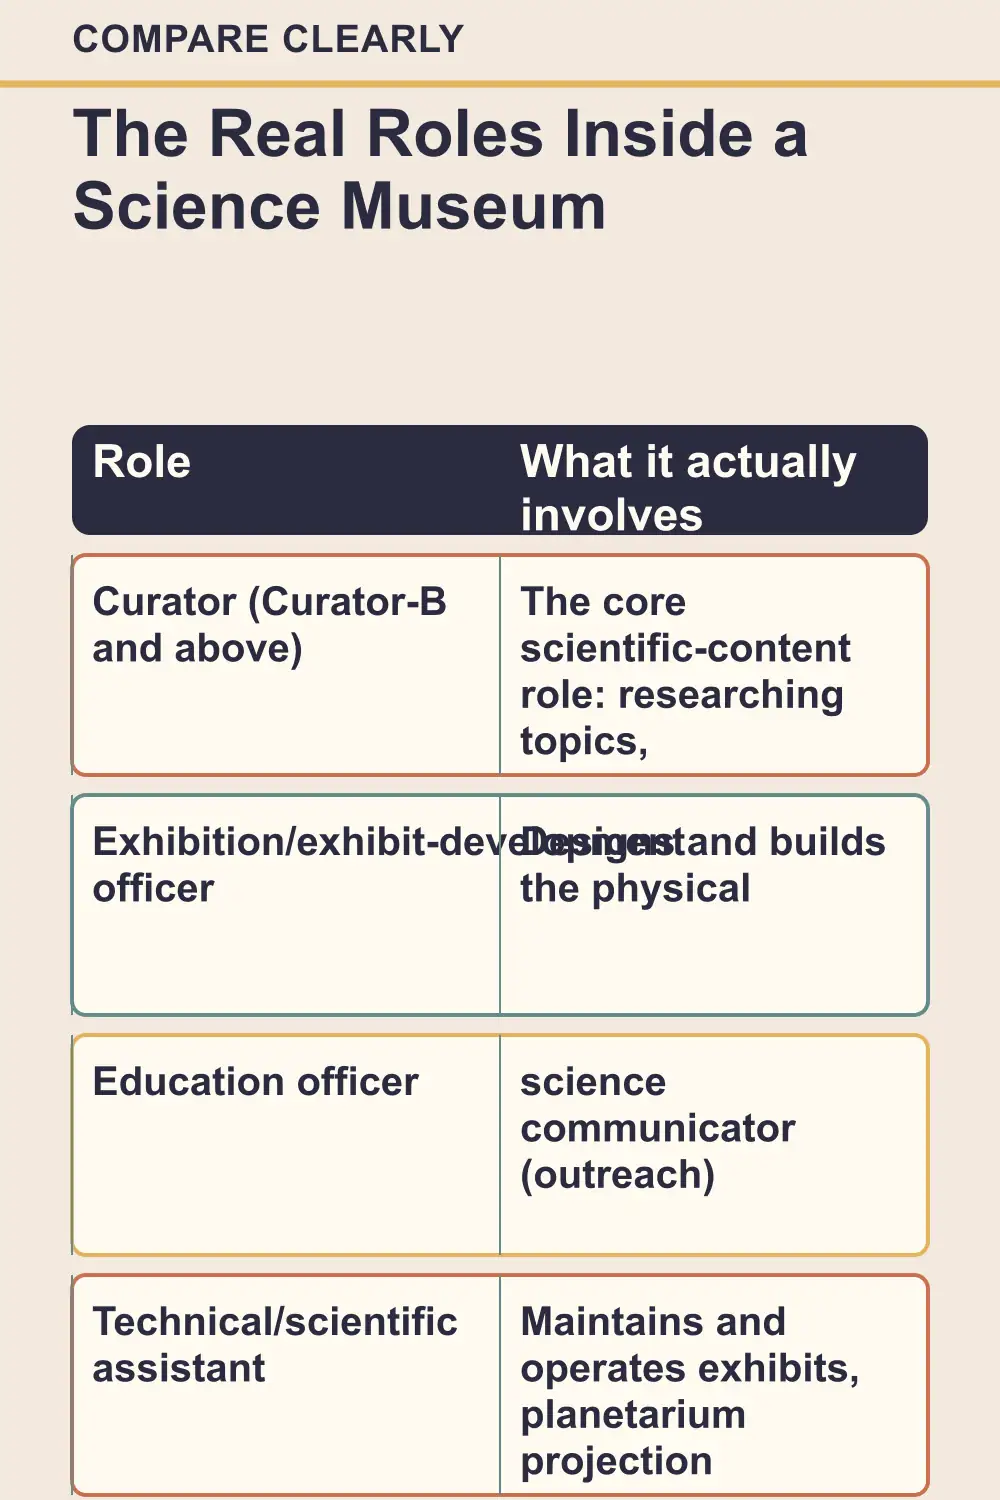 COMPARE CLEARLY
The Real Roles Inside a
Science Museum
Role
What it actually
involves
Curator (Curator-B
and above)
The core
scientific-content
role: researching
topics,
Exhibition/exhibit-development
officer
Designs and builds
the physical
Education officer
science
communicator
(outreach)
Technical/scientific
assistant
Maintains and
operates exhibits,
planetarium
projection